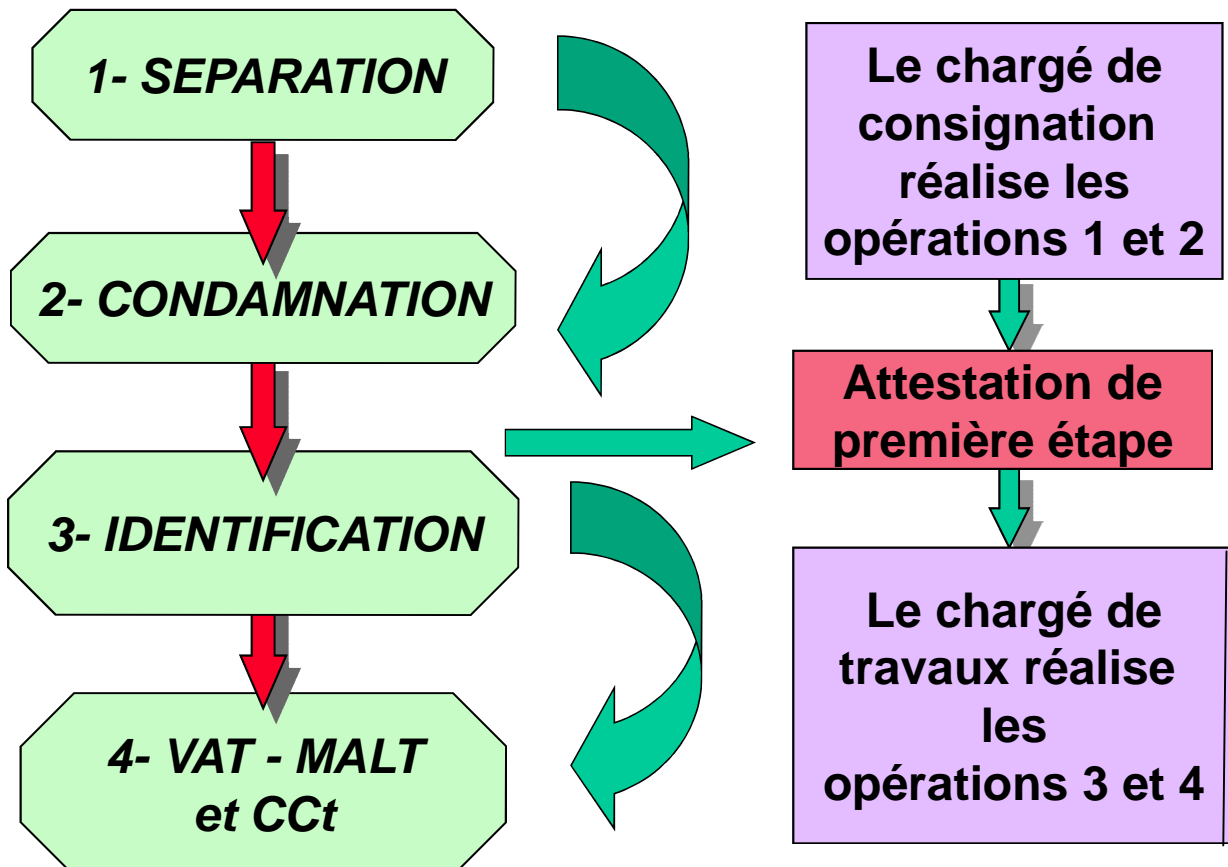 1- SEPARATION
2- CONDAMNATION
3- IDENTIFICATION
4- VAT - MALT
et CCt
Le chargé de
consignation
réalise les
opérations 1 et 2
Attestation de
première étape
Le chargé de
travaux réalise
les
opérations 3 et 4